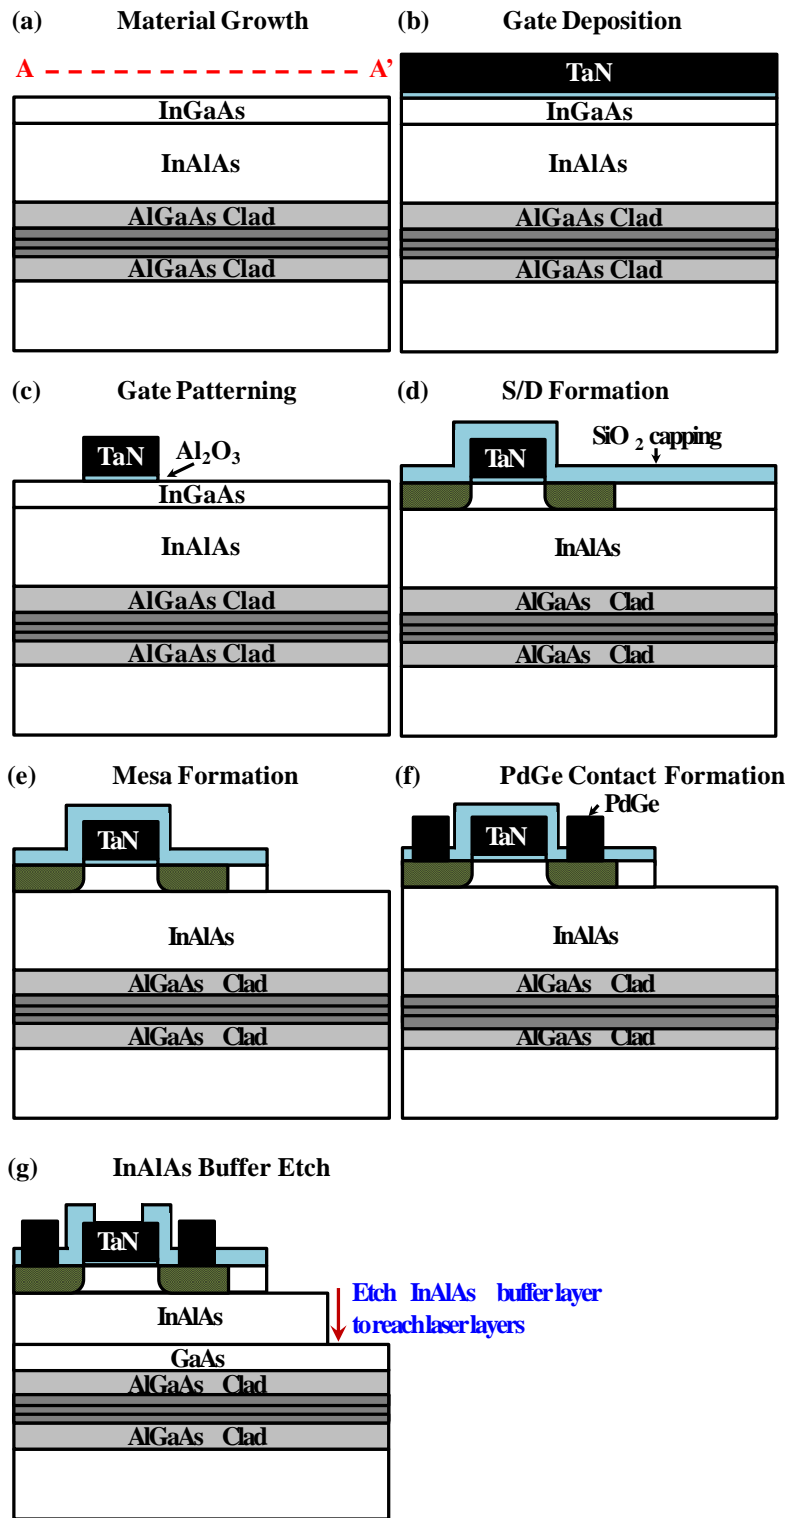 (a) Material Growth
A A’
InGaAs
InAlAs
AlGaAs Clad
AlGaAs Clad
(b) Gate Deposition
TaN
InGaAs
InAlAs
AlGaAs Clad
AlGaAs Clad
(c) Gate Patterning
TaN
Al₂O₃
InGaAs
InAlAs
AlGaAs Clad
AlGaAs Clad
(d) S/D Formation
SiO₂ capping
TaN
InAlAs
AlGaAs Clad
AlGaAs Clad
(e) Mesa Formation
TaN
InAlAs
AlGaAs Clad
AlGaAs Clad
(f) PdGe Contact Formation
PdGe
TaN
InAlAs
AlGaAs Clad
AlGaAs Clad
(g) InAlAs Buffer Etch
TaN
Etch InAlAs buffer layer
to reach laser layers
InAlAs
GaAs
AlGaAs Clad
AlGaAs Clad